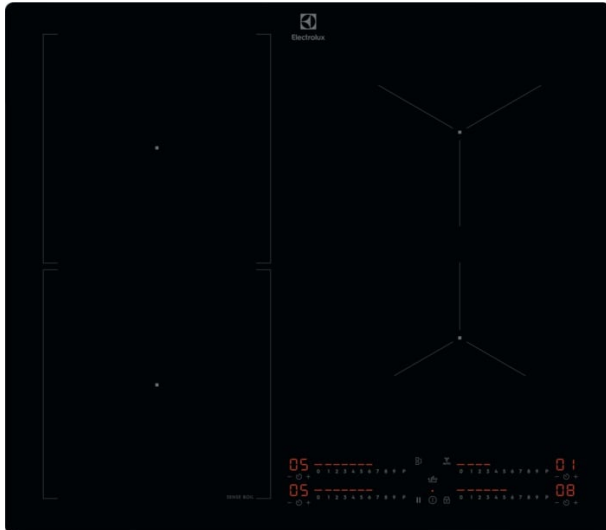 Electrolux
05 0 1 2 3 4 5 6 7 8 9 P 0 1 2 3 4 5 6 7 8 9 P 01
- + - +
05 0 1 2 3 4 5 6 7 8 9 P 0 1 2 3 4 5 6 7 8 9 P 08
- + - +